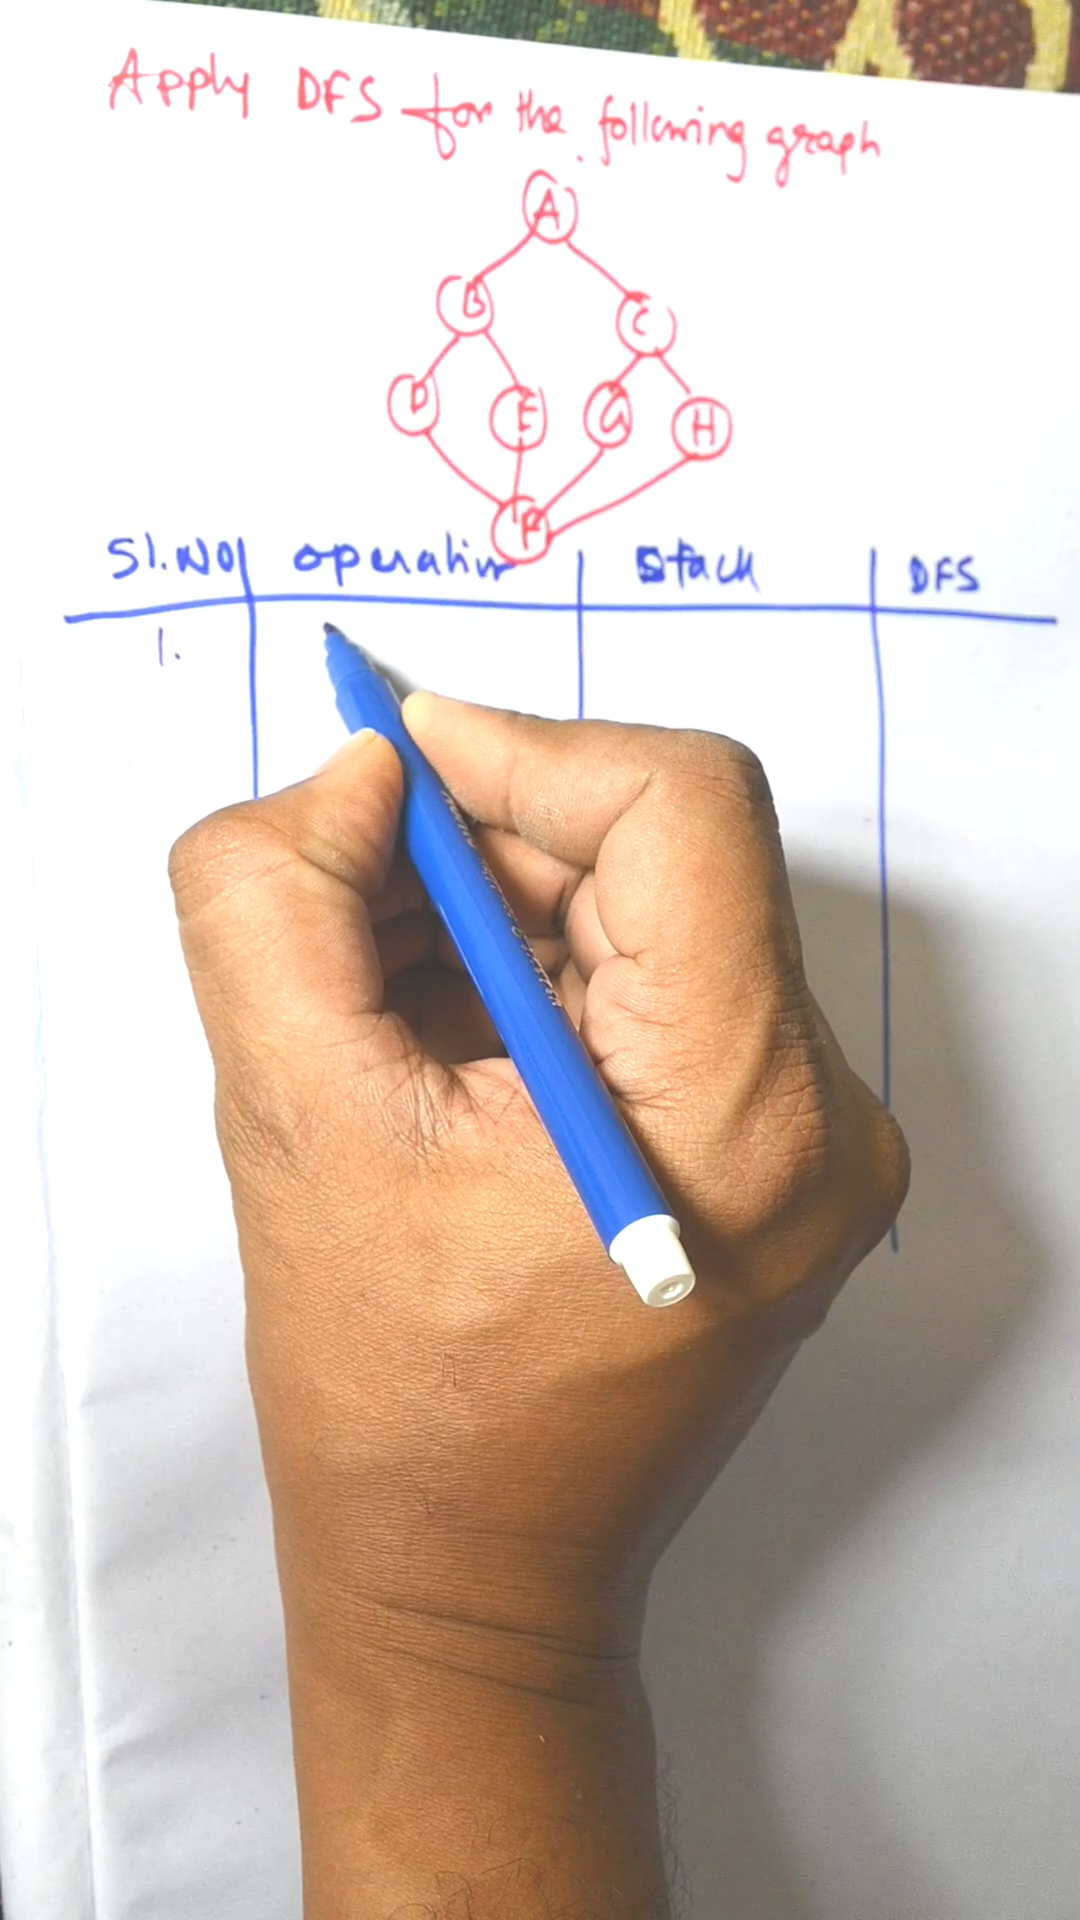 Apply DFS for the following graph
A
B C
D E G H
F
Sl.No operation Stack DFS
1.